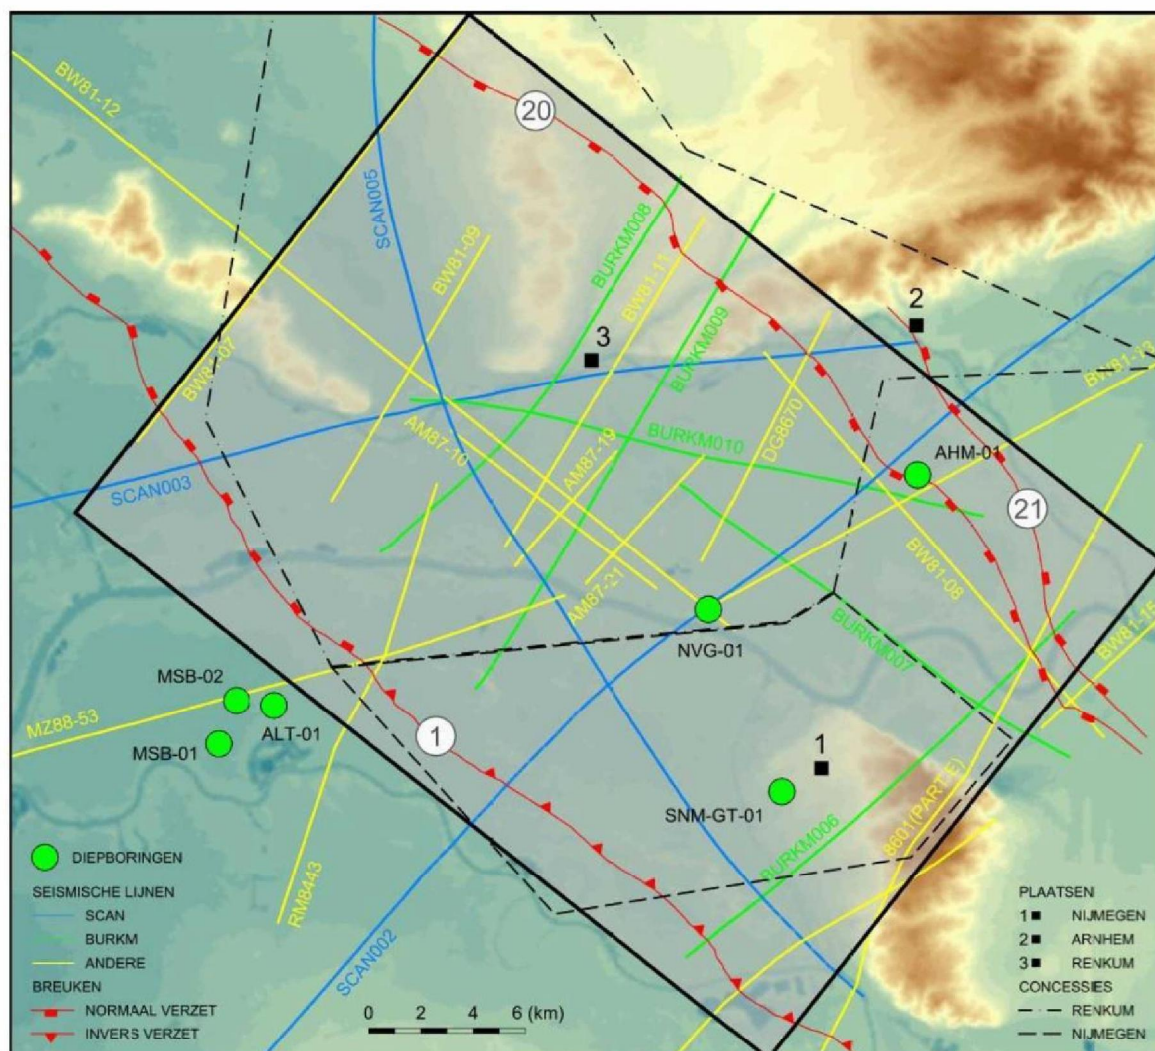 BW81-12
20
SCAN005
BURKM008
BW81-09
BW81-11
BURKM009
2
3
BW81-07
BW81-13
DG8670
AM87-10
BURKM010
AM87-19
AHM-01
SCAN003
21
BW81-08
AM87-21
NVG-01
BURKM007
BW81-15
MSB-02
MZ88-53
ALT-01
MSB-01
1
1
SNM-GT-01
8601(PART E)
BURKM006
RM8443
SCAN002
DIEPBORINGEN
SEISMISCHE LIJNEN
SCAN
BURKM
ANDERE
BREUKEN
NORMAAL VERZET
INVERS VERZET
0 2 4 6 (km)
PLAATSEN
1 NIJMEGEN
2 ARNHEM
3 RENKUM
CONCESSIES
RENKUM
NIJMEGEN